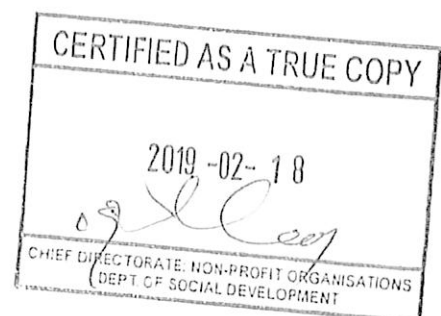 CERTIFIED AS A TRUE COPY
2019 -02- 18
CHIEF DIRECTORATE: NON-PROFIT ORGANISATIONS
DEPT. OF SOCIAL DEVELOPMENT